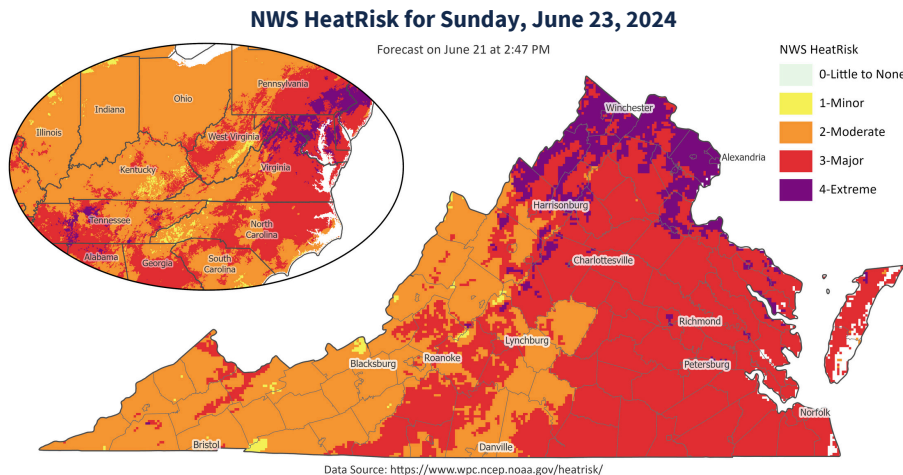 NWS HeatRisk for Sunday, June 23, 2024
Forecast on June 21 at 2:47 PM
NWS HeatRisk
0-Little to None
1-Minor
2-Moderate
3-Major
4-Extreme
Pennsylvania
Ohio
Indiana
Illinois
West Virginia
Kentucky
Virginia
Tennessee
North
Carolina
Alabama
Georgia
South
Carolina
Winchester
Alexandria
Harrisonburg
Charlottesville
Richmond
Lynchburg
Roanoke
Blacksburg
Petersburg
Norfolk
Bristol
Danville
Data Source: https://www.wpc.ncep.noaa.gov/heatrisk/